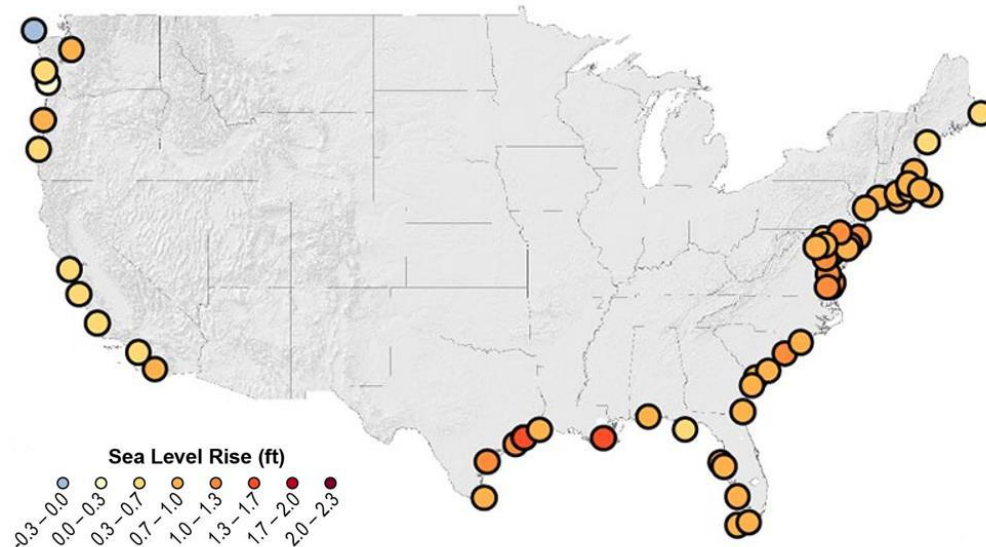 Sea Level Rise (ft)
-0.3 – 0.0
0.0 – 0.3
0.3 – 0.7
0.7 – 1.0
1.0 – 1.3
1.3 – 1.7
1.7 – 2.0
2.0 – 2.3